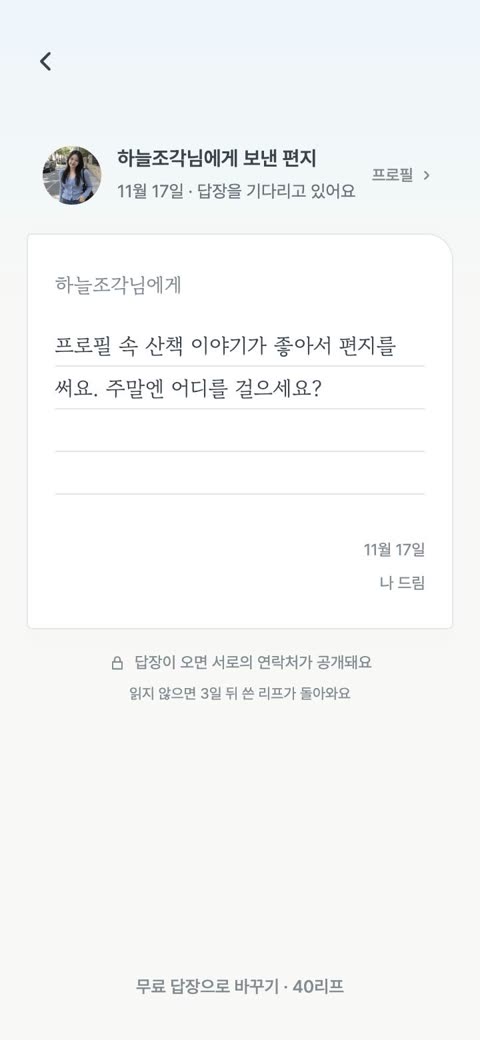 하늘조각님에게 보낸 편지
11월 17일 · 답장을 기다리고 있어요
프로필
하늘조각님에게
프로필 속 산책 이야기가 좋아서 편지를
써요. 주말엔 어디를 걸으세요?
11월 17일
나 드림
답장이 오면 서로의 연락처가 공개돼요
읽지 않으면 3일 뒤 쓴 리프가 돌아와요
무료 답장으로 바꾸기 · 40리프